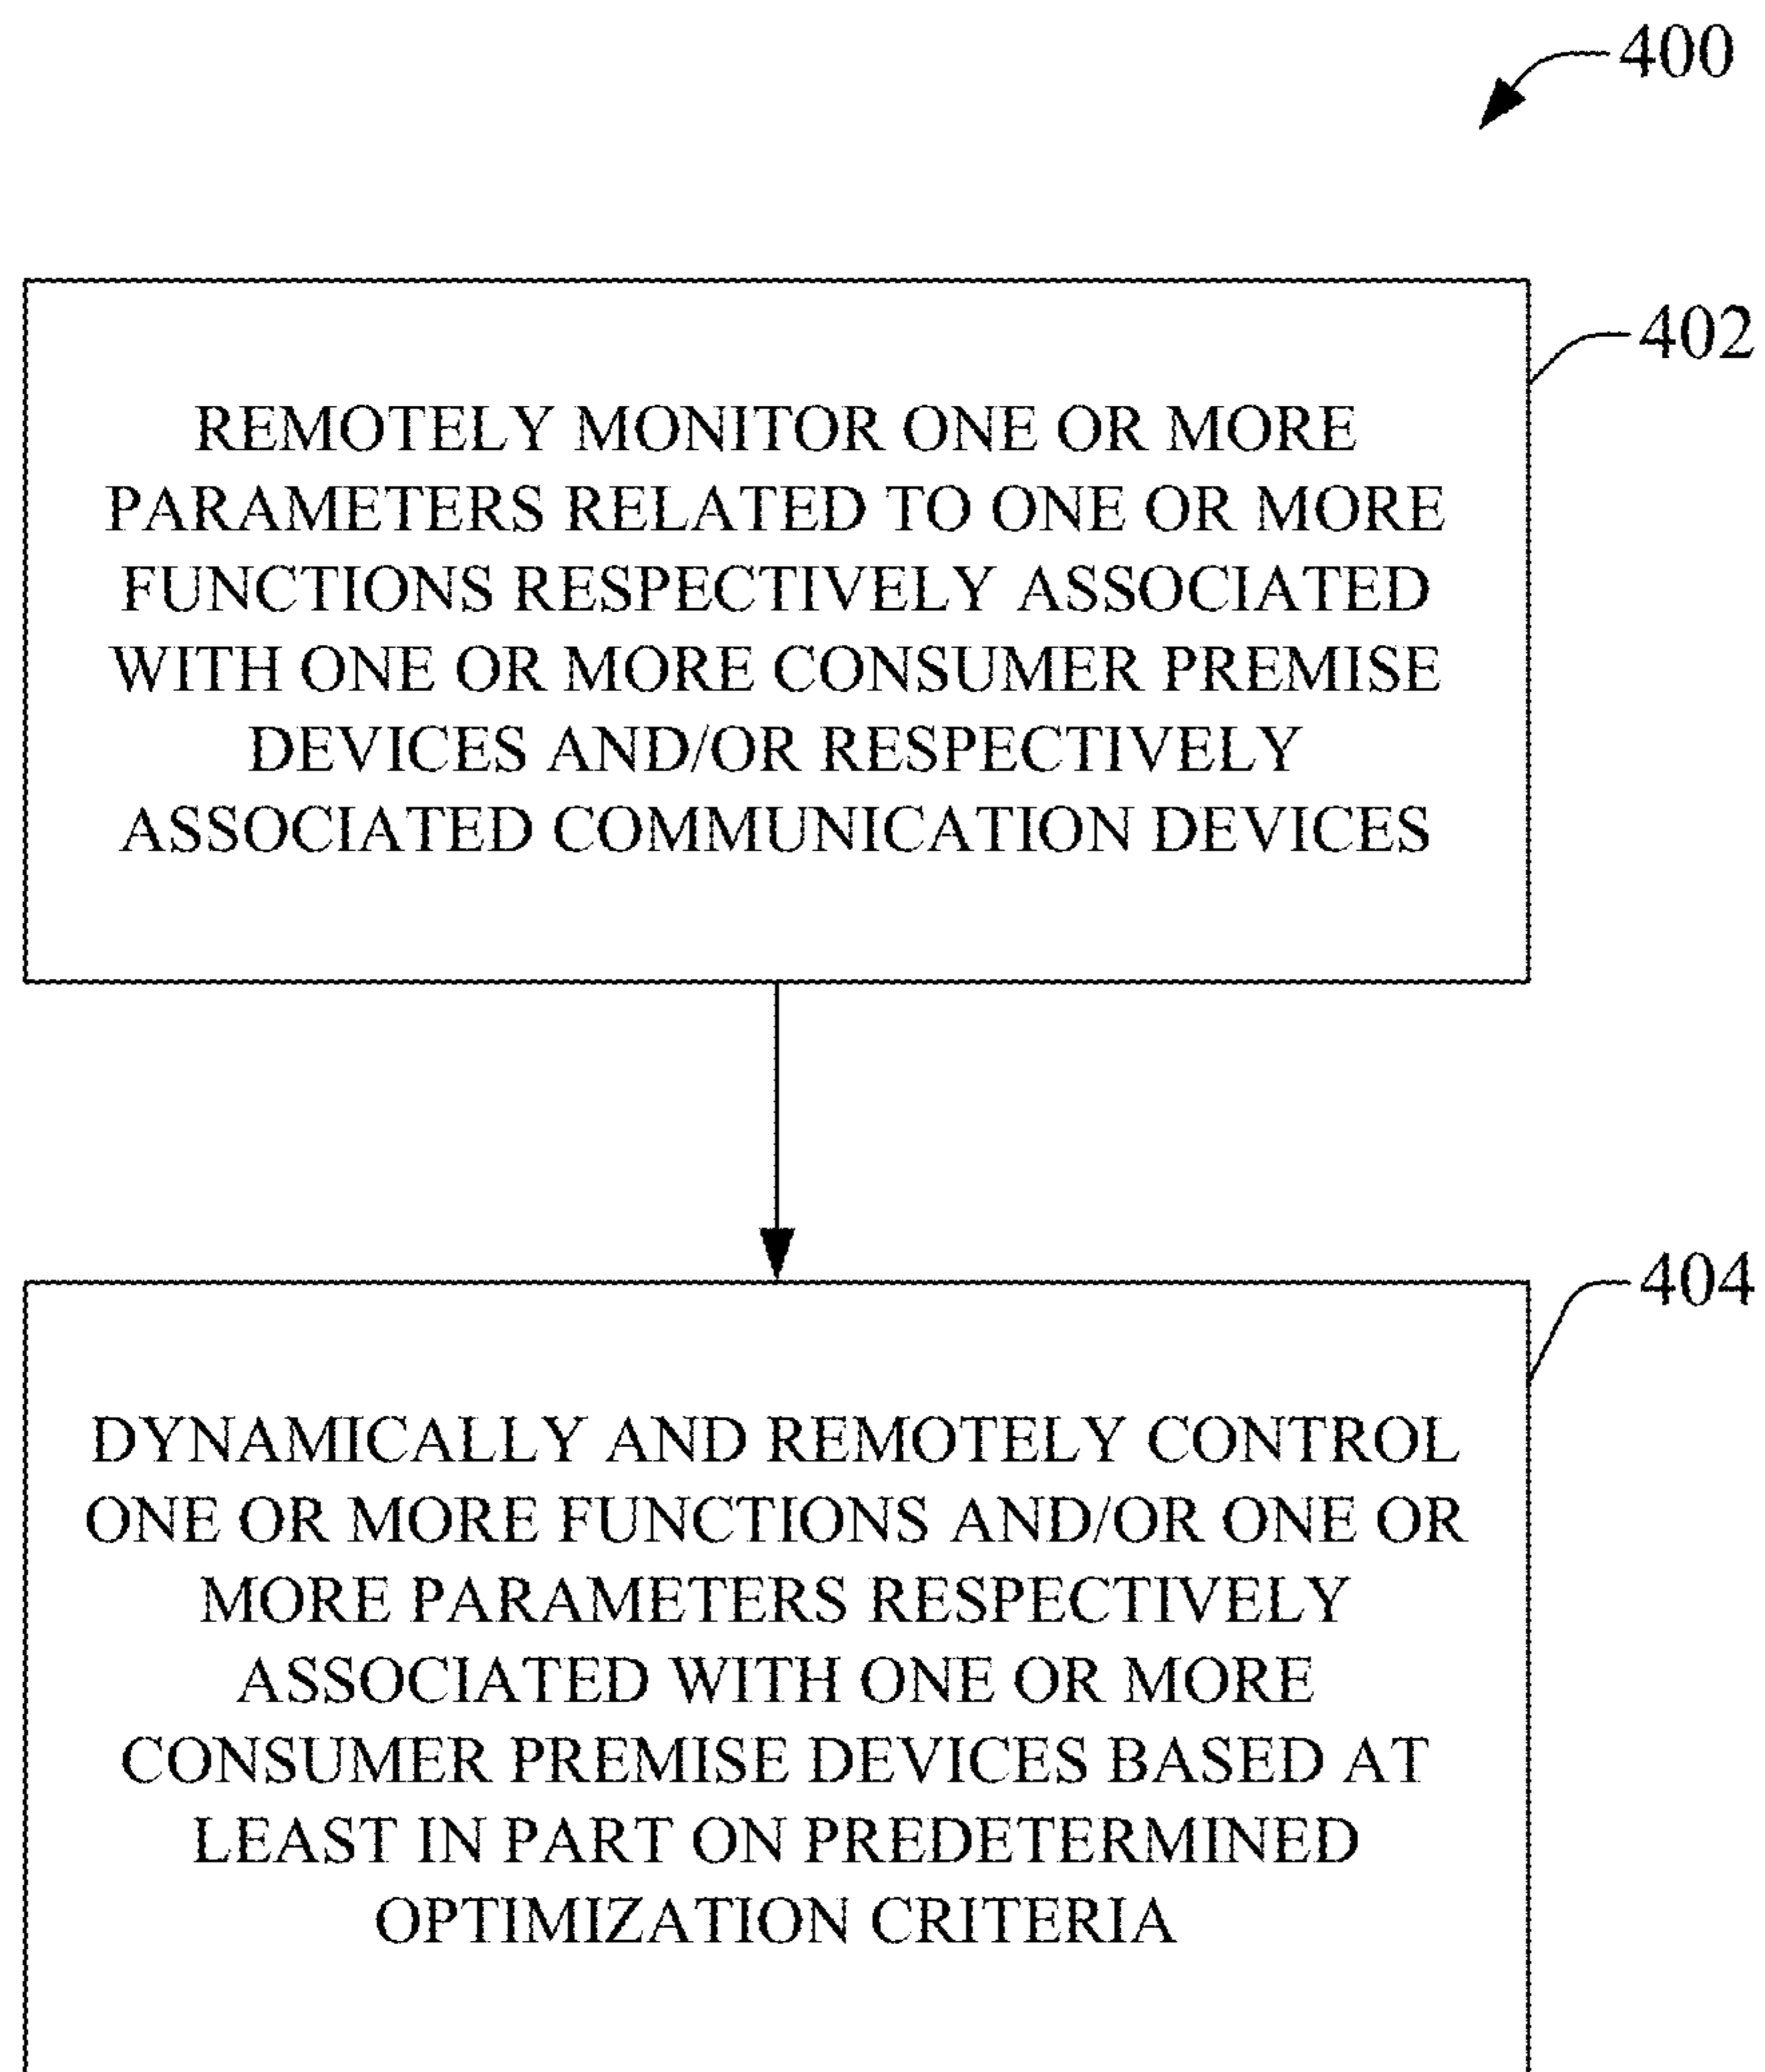 400
402
REMOTELY MONITOR ONE OR MORE
PARAMETERS RELATED TO ONE OR MORE
FUNCTIONS RESPECTIVELY ASSOCIATED
WITH ONE OR MORE CONSUMER PREMISE
DEVICES AND/OR RESPECTIVELY
ASSOCIATED COMMUNICATION DEVICES
404
DYNAMICALLY AND REMOTELY CONTROL
ONE OR MORE FUNCTIONS AND/OR ONE OR
MORE PARAMETERS RESPECTIVELY
ASSOCIATED WITH ONE OR MORE
CONSUMER PREMISE DEVICES BASED AT
LEAST IN PART ON PREDETERMINED
OPTIMIZATION CRITERIA